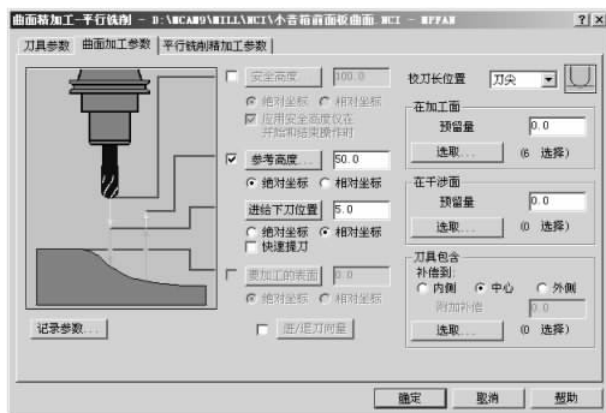 曲面精加工-平行铣削 - D:\MCAM9\MILL\NCI\小音箱前面板曲面.NCI - MPFAN
刀具参数 曲面加工参数 平行铣削精加工参数
安全高度... 100.0
绝对坐标 相对坐标
应用安全高度仅在
开始和结束操作时
参考高度... 50.0
绝对坐标 相对坐标
进给下刀位置 5.0
绝对坐标 相对坐标
快速提刀
要加工的表面 0.0
绝对坐标 相对坐标
记录参数...
进/退刀向量
校刀长位置 刀尖
在加工面
预留量 0.0
选取... (6 选择)
在干涉面
预留量 0.0
选取... (0 选择)
刀具包含
补偿到:
内侧 中心 外侧
附加补偿 0.0
选取... (0 选择)
确定 取消 帮助